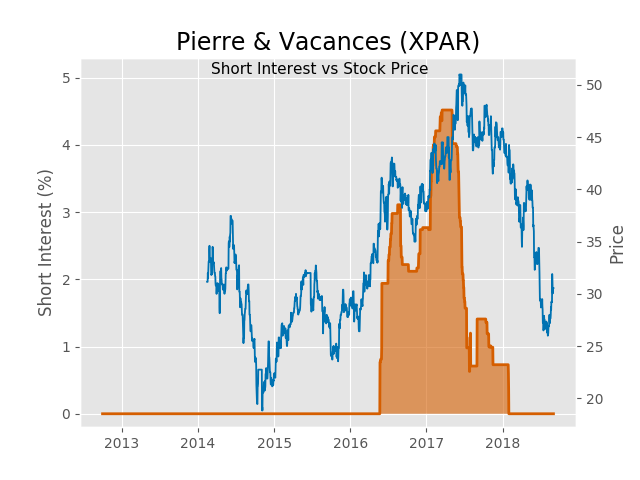 Pierre & Vacances (XPAR)
Short Interest vs Stock Price
Short Interest (%)
5
4
3
2
1
0
50
45
40
35
30
25
20
Price
2013 2014 2015 2016 2017 2018